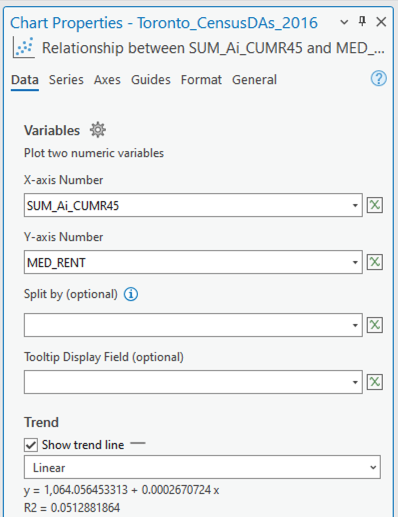 Chart Properties - Toronto_CensusDAs_2016
Relationship between SUM_Ai_CUMR45 and MED_...
Data Series Axes Guides Format General
Variables
Plot two numeric variables
X-axis Number
SUM_Ai_CUMR45
Y-axis Number
MED_RENT
Split by (optional)
Tooltip Display Field (optional)
Trend
Show trend line
Linear
y = 1,064.056453313 + 0.0002670724 x
R2 = 0.0512881864